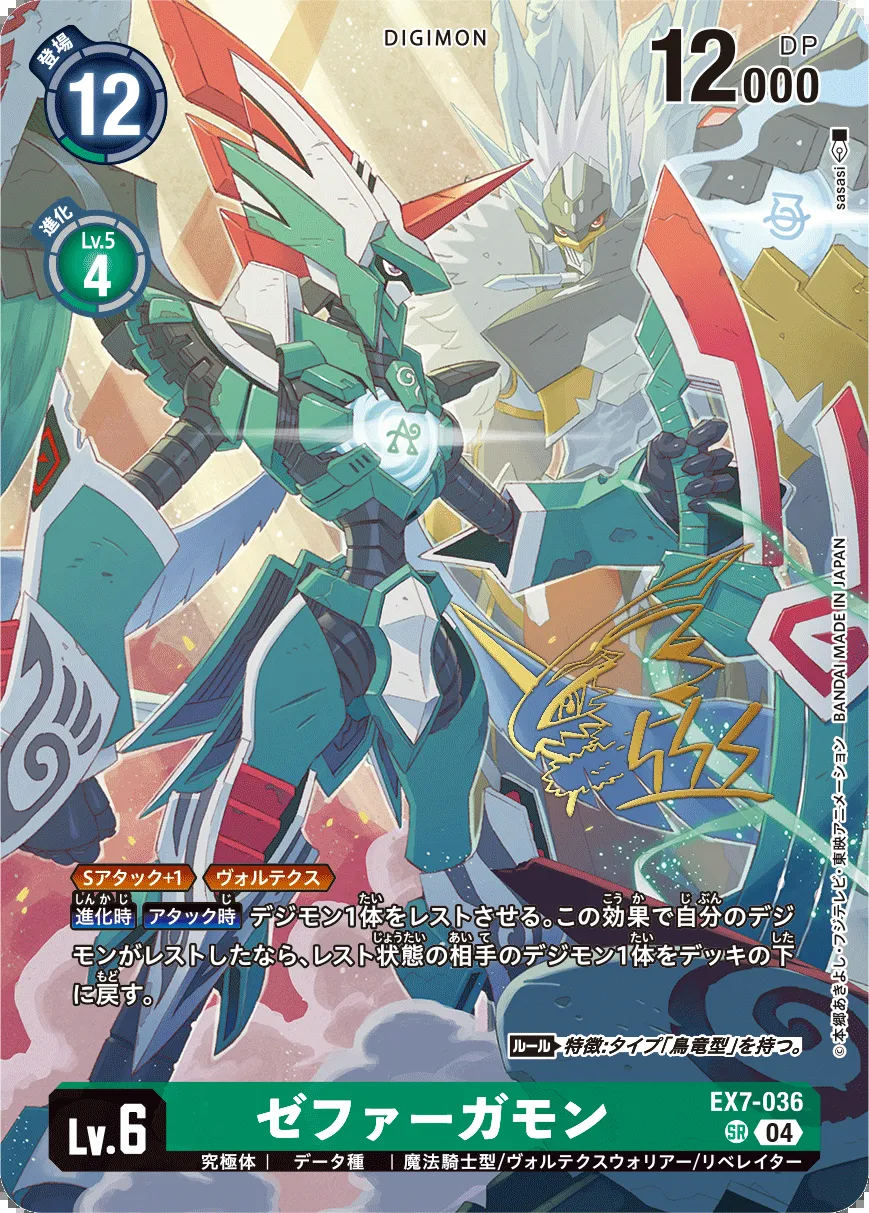 DIGIMON
登場
12
12000
DP
進化
Lv.5
4
sasasi
Sアタック+1 ヴォルテクス
進化時 アタック時 デジモン1体をレストさせる。この効果で自分のデジ
モンがレストしたなら、レスト状態の相手のデジモン1体をデッキの下
に戻す。
ルール 特徴:タイプ「鳥竜型」を持つ。
©本郷あきよし・フジテレビ・東映アニメーション BANDAI MADE IN JAPAN
Lv.6
ゼファーガモン
EX7-036
SR 04
究極体 | データ種 | 魔法騎士型/ヴォルテクスウォリアー/リベレイター